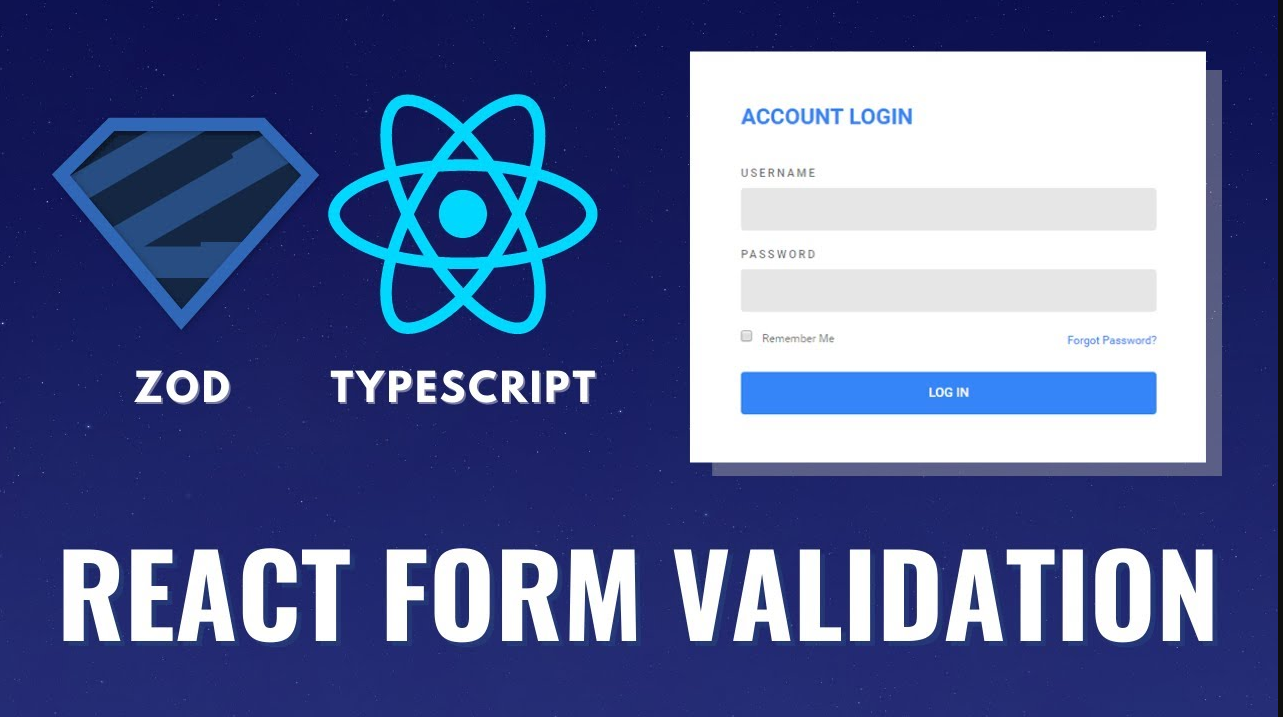 ZOD
TYPESCRIPT
ACCOUNT LOGIN
USERNAME
PASSWORD
Remember Me
Forgot Password?
LOG IN
REACT FORM VALIDATION